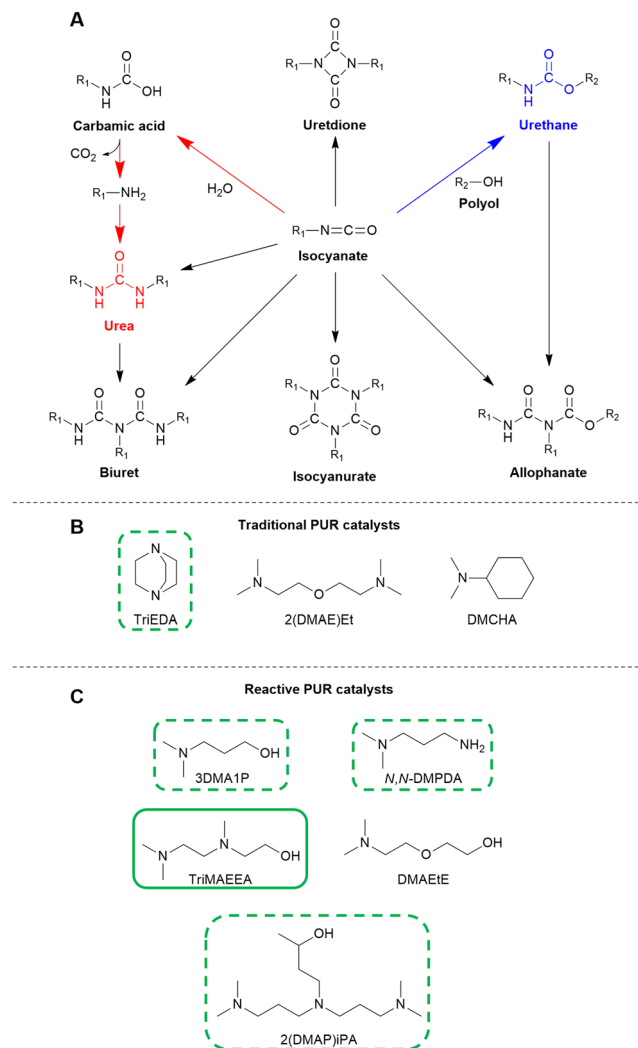 A
O
R₁
C
N
H
OH
Carbamic acid
O
C
R₁ N N R₁
C
O
Uretdione
O
R₁ C R₂
N O
H
Urethane
CO₂
H₂O
R₂—OH
Polyol
R₁—NH₂
R₁—N=C=O
Isocyanate
O
R₁ C R₁
N N
H H
Urea
O O
R₁ C C R₁
N N N
H R₁ H
Biuret
O
R₁ C R₁
N N
C C
O N O
R₁
Isocyanurate
O O
R₁ C C R₂
N N O
H R₁
Allophanate
B
Traditional PUR catalysts
N
N
TriEDA
N O N
2(DMAE)Et
N
DMCHA
C
Reactive PUR catalysts
N OH
3DMA1P
N NH₂
N,N-DMPDA
N N OH
TriMAEEA
N O OH
DMAEtE
OH
N N N
2(DMAP)iPA